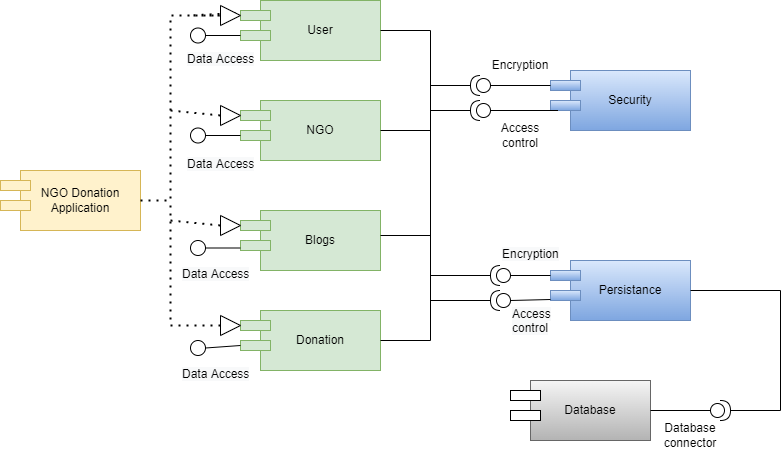 User
Data Access
Encryption
Security
Access
control
NGO
Data Access
NGO Donation
Application
Blogs
Data Access
Encryption
Persistance
Access
control
Donation
Data Access
Database
Database
connector